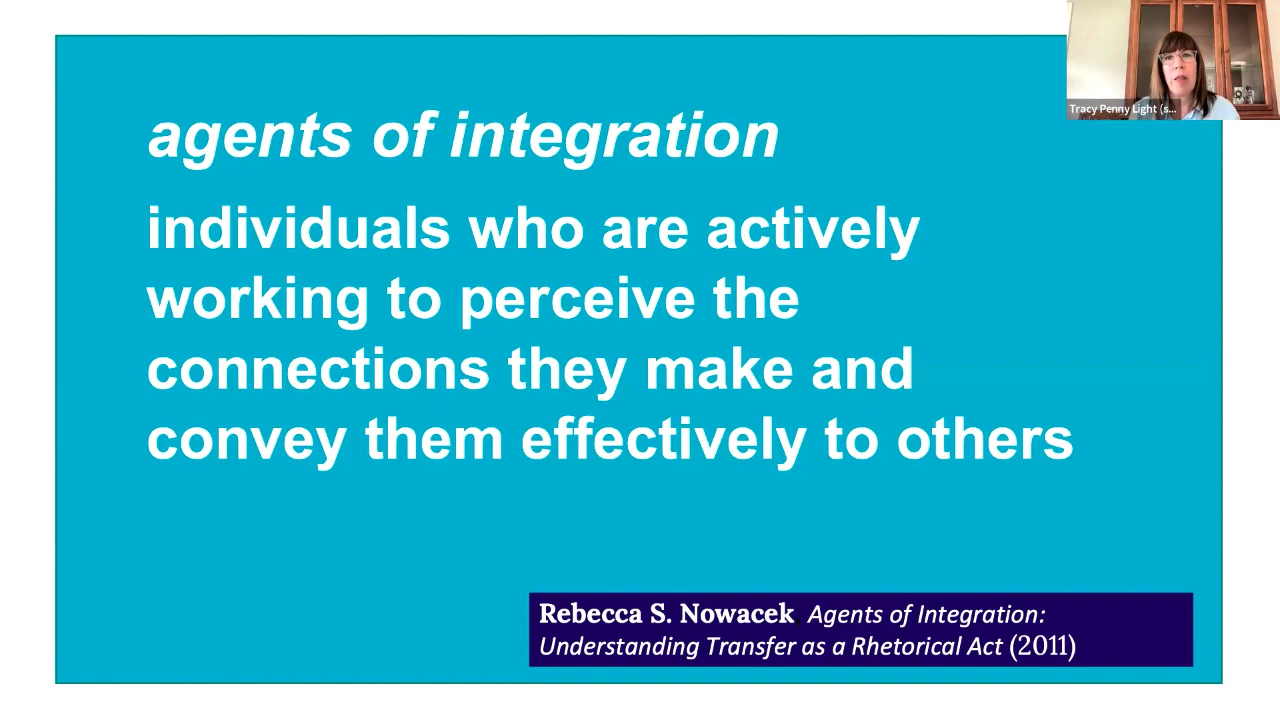 Tracy Penny Light (s...
agents of integration
individuals who are actively
working to perceive the
connections they make and
convey them effectively to others
Rebecca S. Nowacek, Agents of Integration:
Understanding Transfer as a Rhetorical Act (2011)